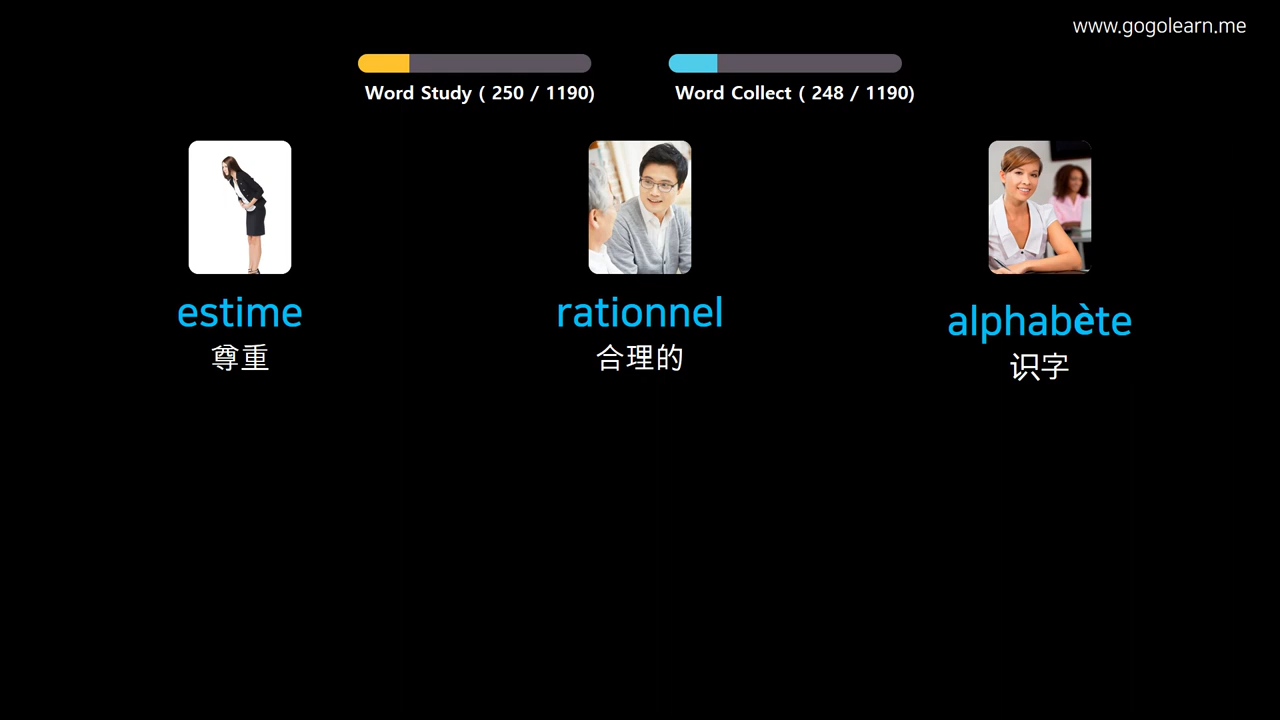 www.gogolearn.me
Word Study ( 250 / 1190)
Word Collect ( 248 / 1190)
estime
尊重
rationnel
合理的
alphabète
识字